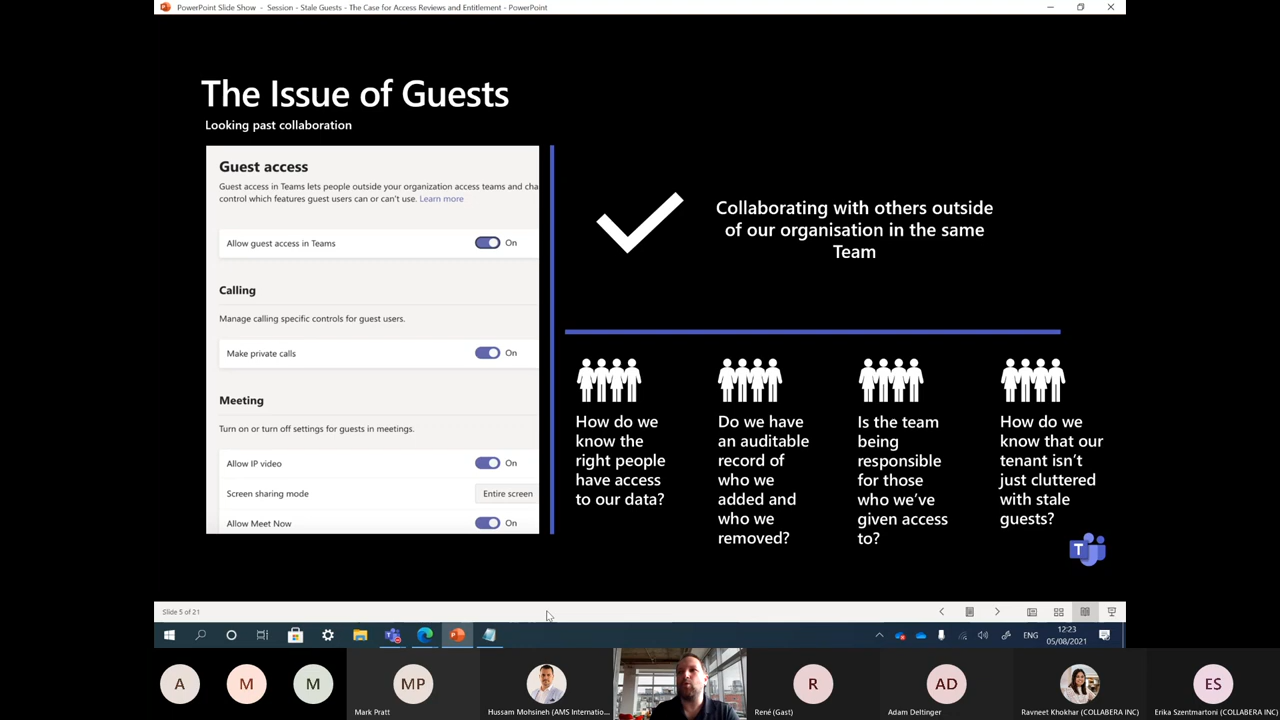 PowerPoint Slide Show - Session - Stale Guests - The Case for Access Reviews and Entitlement - PowerPoint
The Issue of Guests
Looking past collaboration
Guest access
Guest access in Teams lets people outside your organization access teams and cha
control which features guest users can or can't use. Learn more
Allow guest access in Teams
On
Calling
Manage calling specific controls for guest users.
Make private calls
On
Meeting
Turn on or turn off settings for guests in meetings.
Allow IP video
On
Screen sharing mode
Entire screen
Allow Meet Now
On
Collaborating with others outside
of our organisation in the same
Team
How do we
know the
right people
have access
to our data?
Do we have
an auditable
record of
who we
added and
who we
removed?
Is the team
being
responsible
for those
who we've
given access
to?
How do we
know that our
tenant isn't
just cluttered
with stale
guests?
T
Slide 5 of 21
ENG
12:23
05/08/2021
A
M
M
MP
Mark Pratt
Hussam Mohsineh (AMS Internatio...
R
René (Gast)
AD
Adam Deltinger
Ravneet Khokhar (COLLABERA INC)
ES
Erika Szentmartoni (COLLABERA INC)